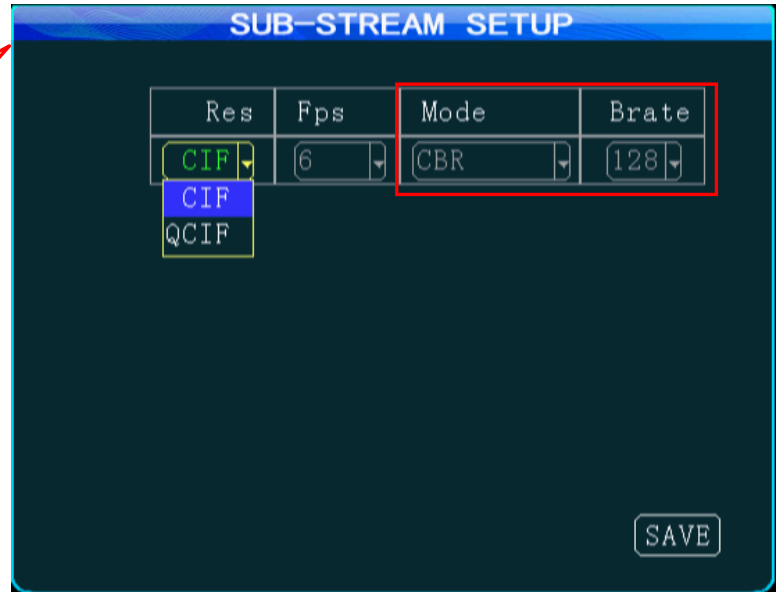 SUB-STREAM SETUP
Res Fps Mode Brate
CIF 6 CBR 128
CIF
QCIF
SAVE